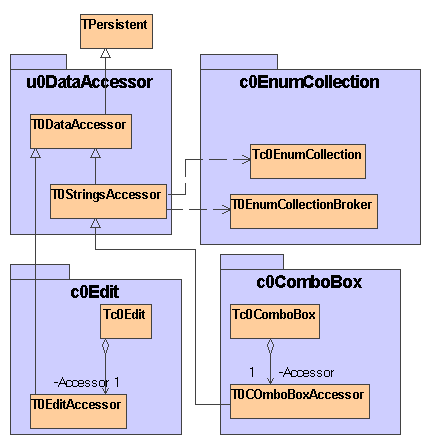 TPersistent
u0DataAccessor
c0EnumCollection
T0DataAccessor
Tc0EnumCollection
T0StringsAccessor
T0EnumCollectionBroker
c0Edit
c0ComboBox
Tc0Edit
Tc0ComboBox
-Accessor 1
1 -Accessor
T0EditAccessor
T0COmboBoxAccessor